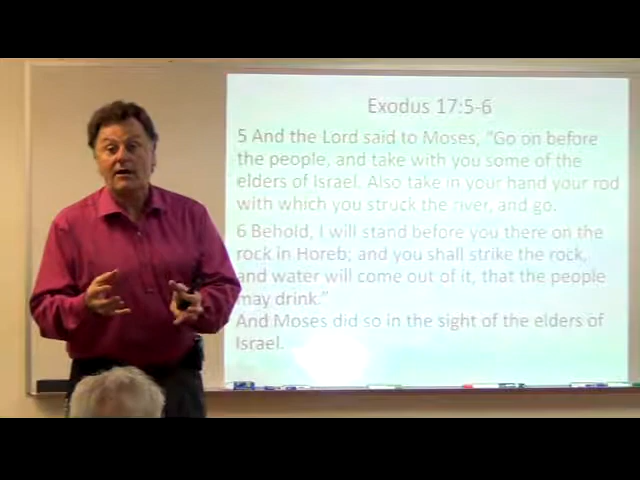 Exodus 17:5-6
5 And the Lord said to Moses, "Go on before
the people, and take with you some of the
elders of Israel. Also take in your hand your rod
with which you struck the river, and go.
6 Behold, I will stand before you there on the
rock in Horeb; and you shall strike the rock,
and water will come out of it, that the people
may drink."
And Moses did so in the sight of the elders of
Israel.